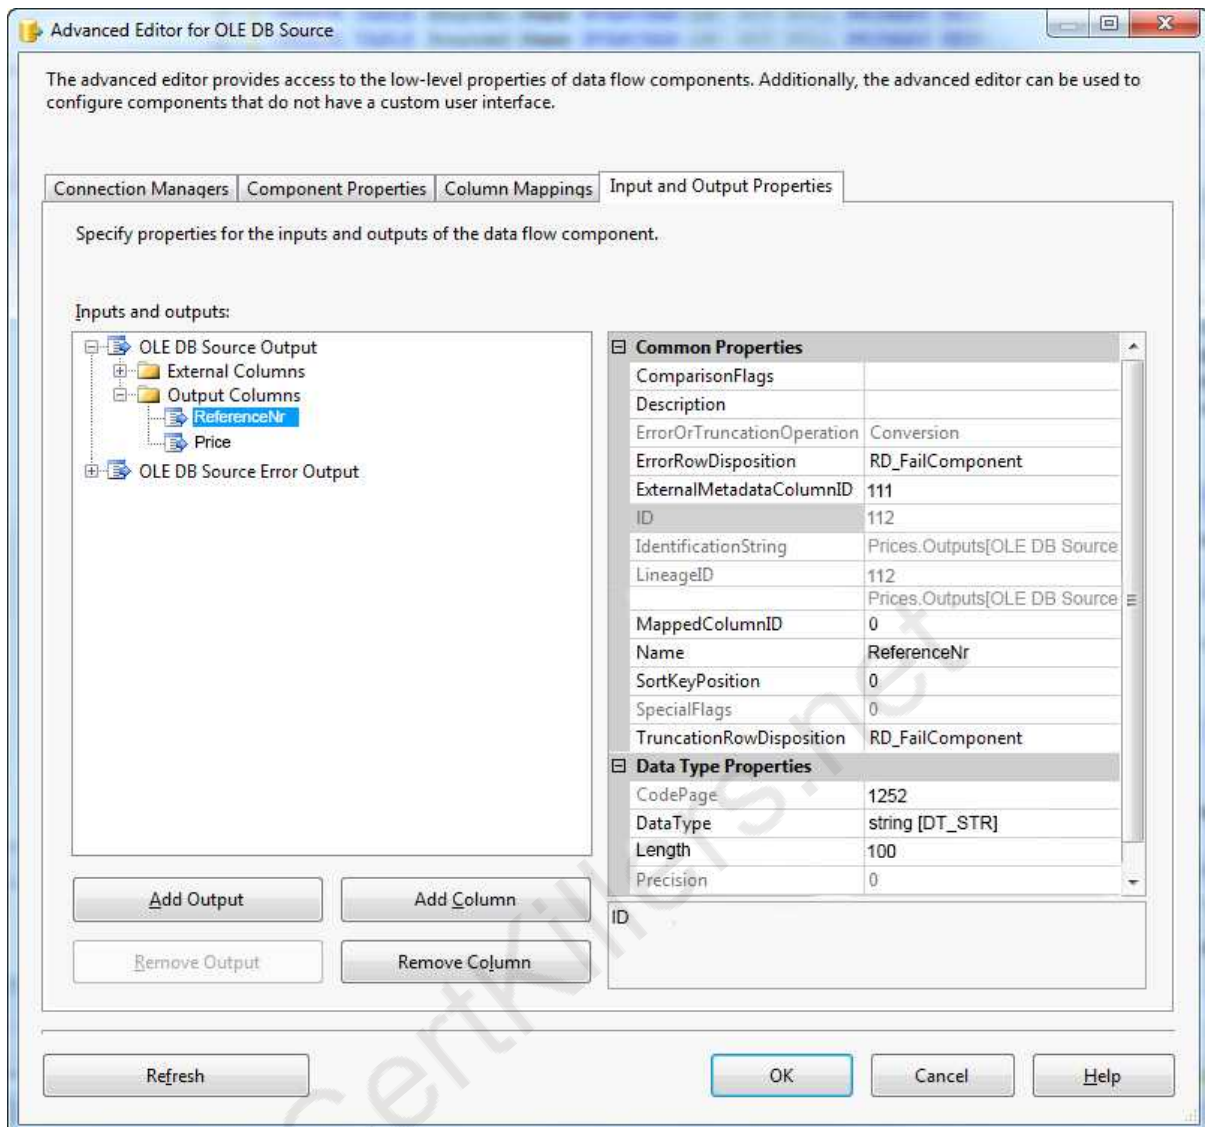 Advanced Editor for OLE DB Source
The advanced editor provides access to the low-level properties of data flow components. Additionally, the advanced editor can be used to
configure components that do not have a custom user interface.
Connection Managers Component Properties Column Mappings Input and Output Properties
Specify properties for the inputs and outputs of the data flow component.
Inputs and outputs:
OLE DB Source Output
External Columns
Output Columns
ReferenceNr
Price
OLE DB Source Error Output
Common Properties
ComparisonFlags
Description
ErrorOrTruncationOperation Conversion
ErrorRowDisposition RD_FailComponent
ExternalMetadataColumnID 111
ID 112
IdentificationString Prices.Outputs[OLE DB Source
LineageID 112
Prices.Outputs[OLE DB Source
MappedColumnID 0
Name ReferenceNr
SortKeyPosition 0
SpecialFlags 0
TruncationRowDisposition RD_FailComponent
Data Type Properties
CodePage 1252
DataType string [DT_STR]
Length 100
Precision 0
Add Output Add Column
Remove Output Remove Column
ID
Refresh OK Cancel Help
CertKillers.net